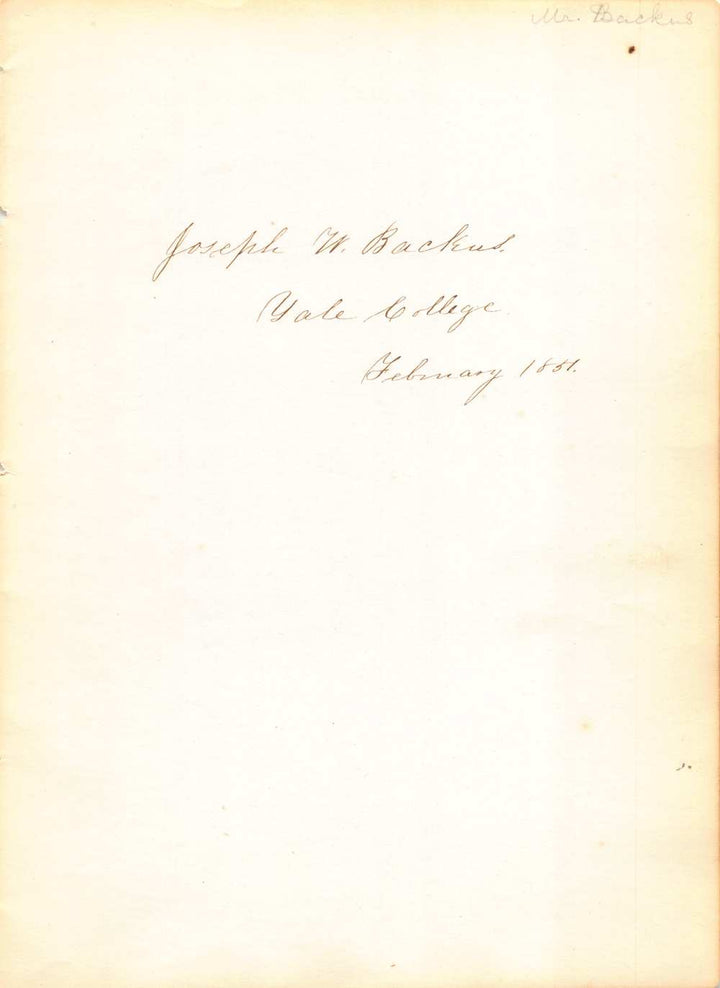 Mr. Backus
Joseph W. Backus.
Yale College.
February 1851.